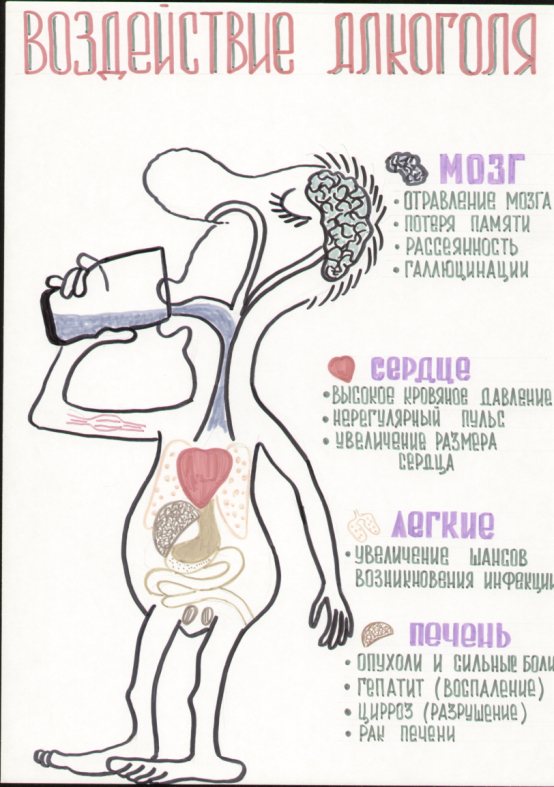 ВОЗДЕЙСТВИЕ АЛКОГОЛЯ
МОЗГ
• ОТРАВЛЕНИЕ МОЗГА
• ПОТЕРЯ ПАМЯТИ
• РАССЕЯННОСТЬ
• ГАЛЛЮЦИНАЦИИ
СЕРДЦЕ
• ВЫСОКОЕ КРОВЯНОЕ ДАВЛЕНИЕ
• НЕРЕГУЛЯРНЫЙ ПУЛЬС
• УВЕЛИЧЕНИЕ РАЗМЕРА
СЕРДЦА
ЛЕГКИЕ
• УВЕЛИЧЕНИЕ ШАНСОВ
ВОЗНИКНОВЕНИЯ ИНФЕКЦИИ
ПЕЧЕНЬ
• ОПУХОЛИ И СИЛЬНЫЕ БОЛИ
• ГЕПАТИТ (ВОСПАЛЕНИЕ)
• ЦИРРОЗ (РАЗРУШЕНИЕ)
• РАК ПЕЧЕНИ